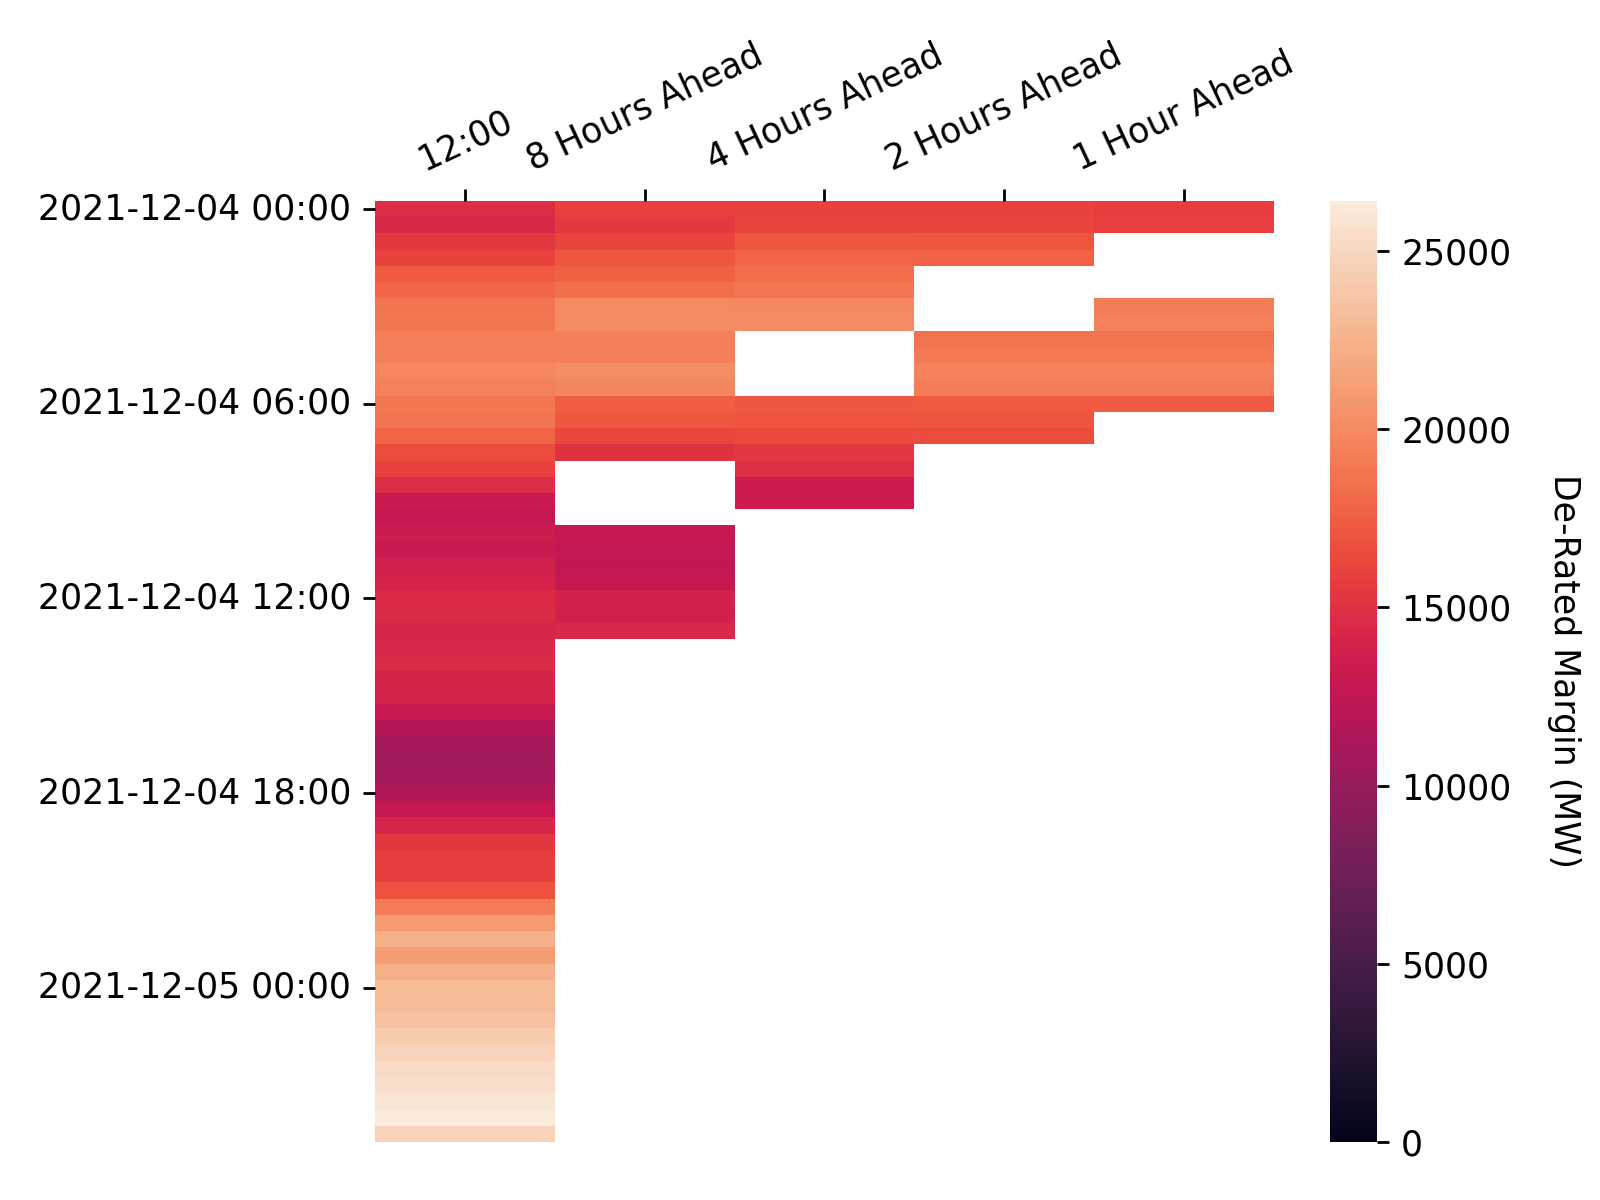 12:00
8 Hours Ahead
4 Hours Ahead
2 Hours Ahead
1 Hour Ahead
2021-12-04 00:00
2021-12-04 06:00
2021-12-04 12:00
2021-12-04 18:00
2021-12-05 00:00
25000
20000
15000
10000
5000
0
De-Rated Margin (MW)